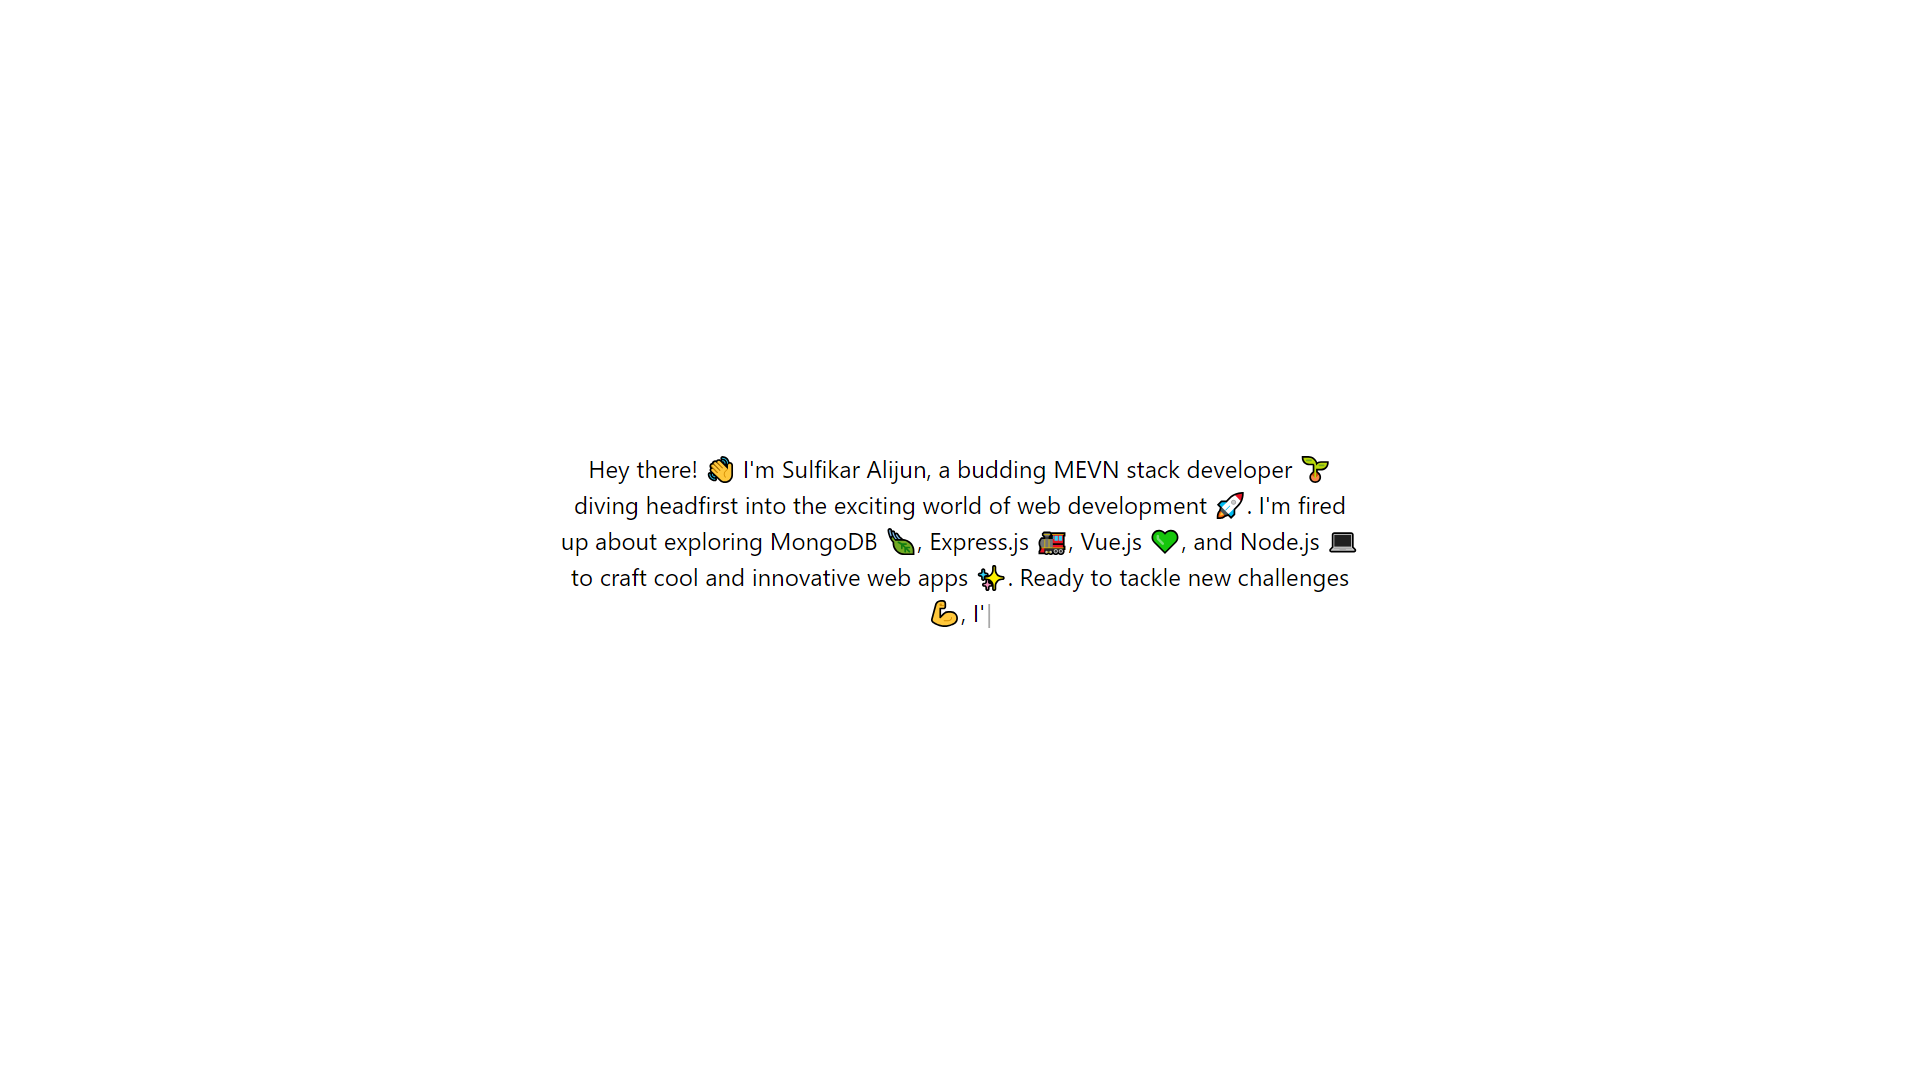 Hey there! 👋 I'm Sulfikar Alijun, a budding MEVN stack developer 🌱
diving headfirst into the exciting world of web development 🚀. I'm fired
up about exploring MongoDB 🍃, Express.js 🚂, Vue.js 💚, and Node.js 💻
to craft cool and innovative web apps ✨. Ready to tackle new challenges
💪, I'|